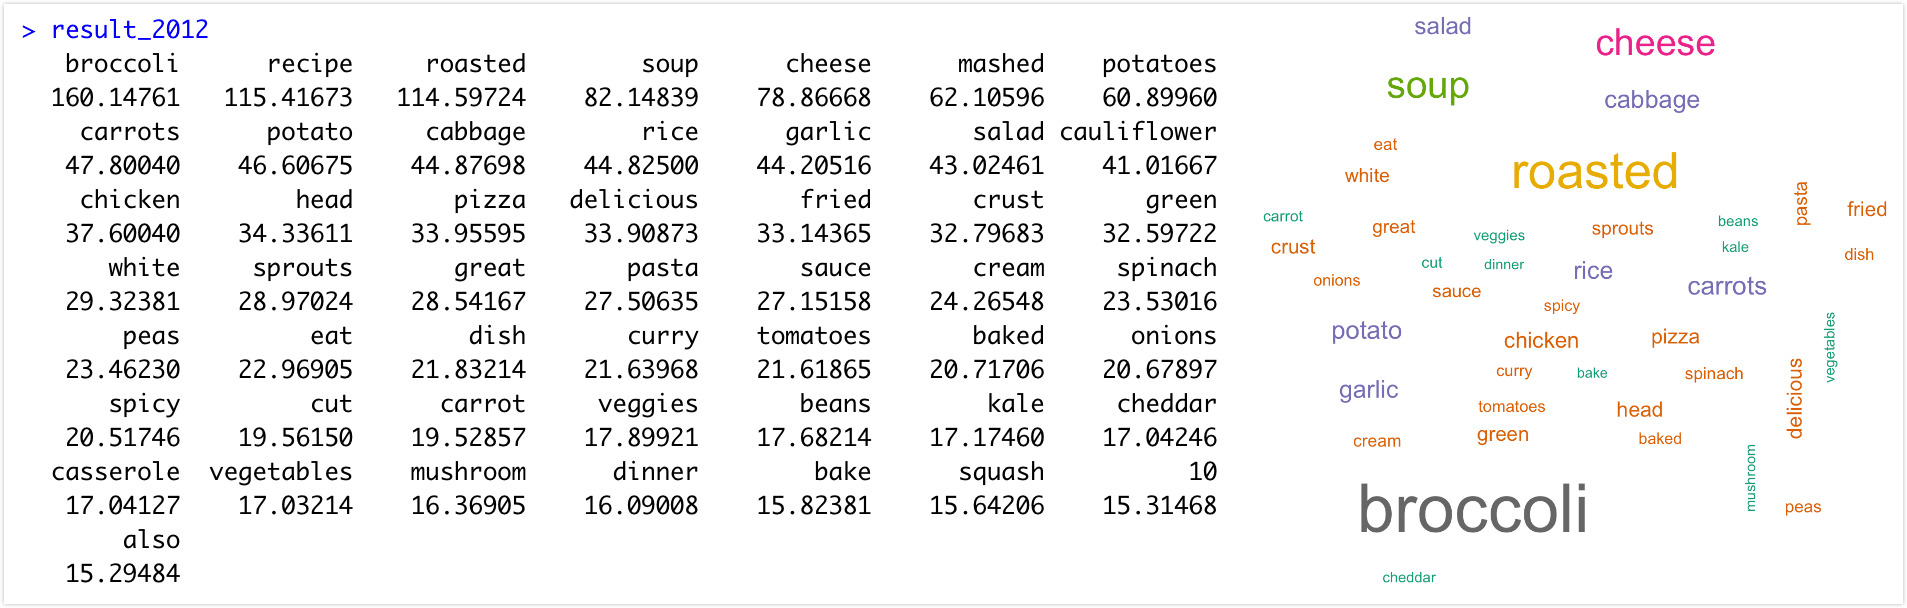 > result_2012
broccoli recipe roasted soup cheese mashed potatoes
160.14761 115.41673 114.59724 82.14839 78.86668 62.10596 60.89960
carrots potato cabbage rice garlic salad cauliflower
47.80040 46.60675 44.87698 44.82500 44.20516 43.02461 41.01667
chicken head pizza delicious fried crust green
37.60040 34.33611 33.95595 33.90873 33.14365 32.79683 32.59722
white sprouts great pasta sauce cream spinach
29.32381 28.97024 28.54167 27.50635 27.15158 24.26548 23.53016
peas eat dish curry tomatoes baked onions
23.46230 22.96905 21.83214 21.63968 21.61865 20.71706 20.67897
spicy cut carrot veggies beans kale cheddar
20.51746 19.56150 19.52857 17.89921 17.68214 17.17460 17.04246
casserole vegetables mushroom dinner bake squash 10
17.04127 17.03214 16.36905 16.09008 15.82381 15.64206 15.31468
also
15.29484
salad
cheese
soup
cabbage
eat
roasted
white
pasta
fried
carrot
great
veggies
sprouts
beans
crust
kale
dish
cut
dinner
rice
onions
sauce
carrots
spicy
potato
chicken
pizza
vegetables
curry
bake
spinach
garlic
delicious
tomatoes
head
cream
green
baked
mushroom
broccoli
peas
cheddar